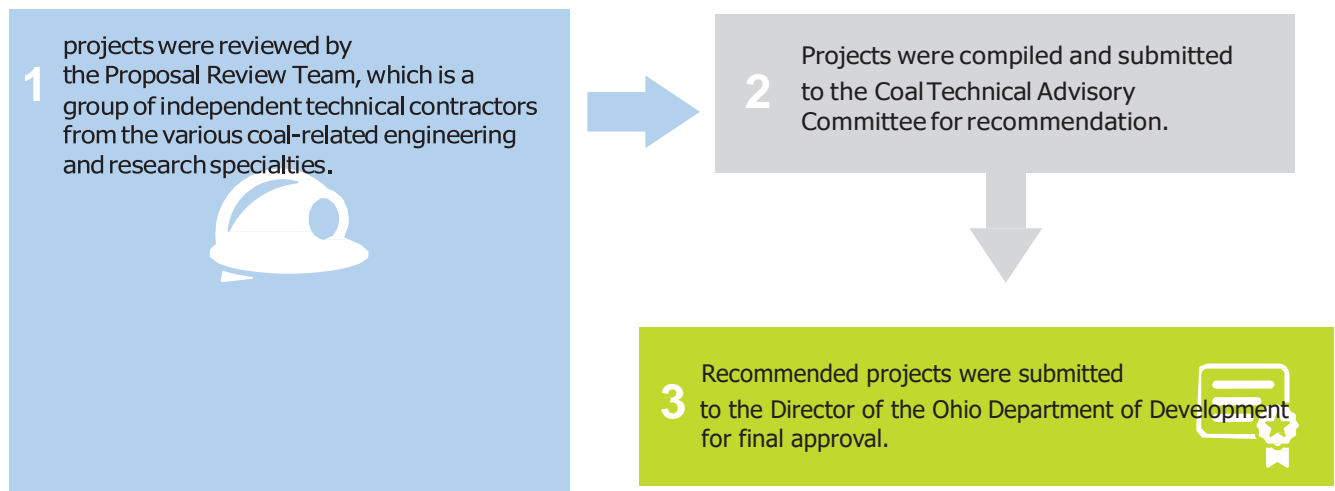 1
projects were reviewed by
the Proposal Review Team, which is a
group of independent technical contractors
from the various coal-related engineering
and research specialties.
2
Projects were compiled and submitted
to the Coal Technical Advisory
Committee for recommendation.
3
Recommended projects were submitted
to the Director of the Ohio Department of Development
for final approval.